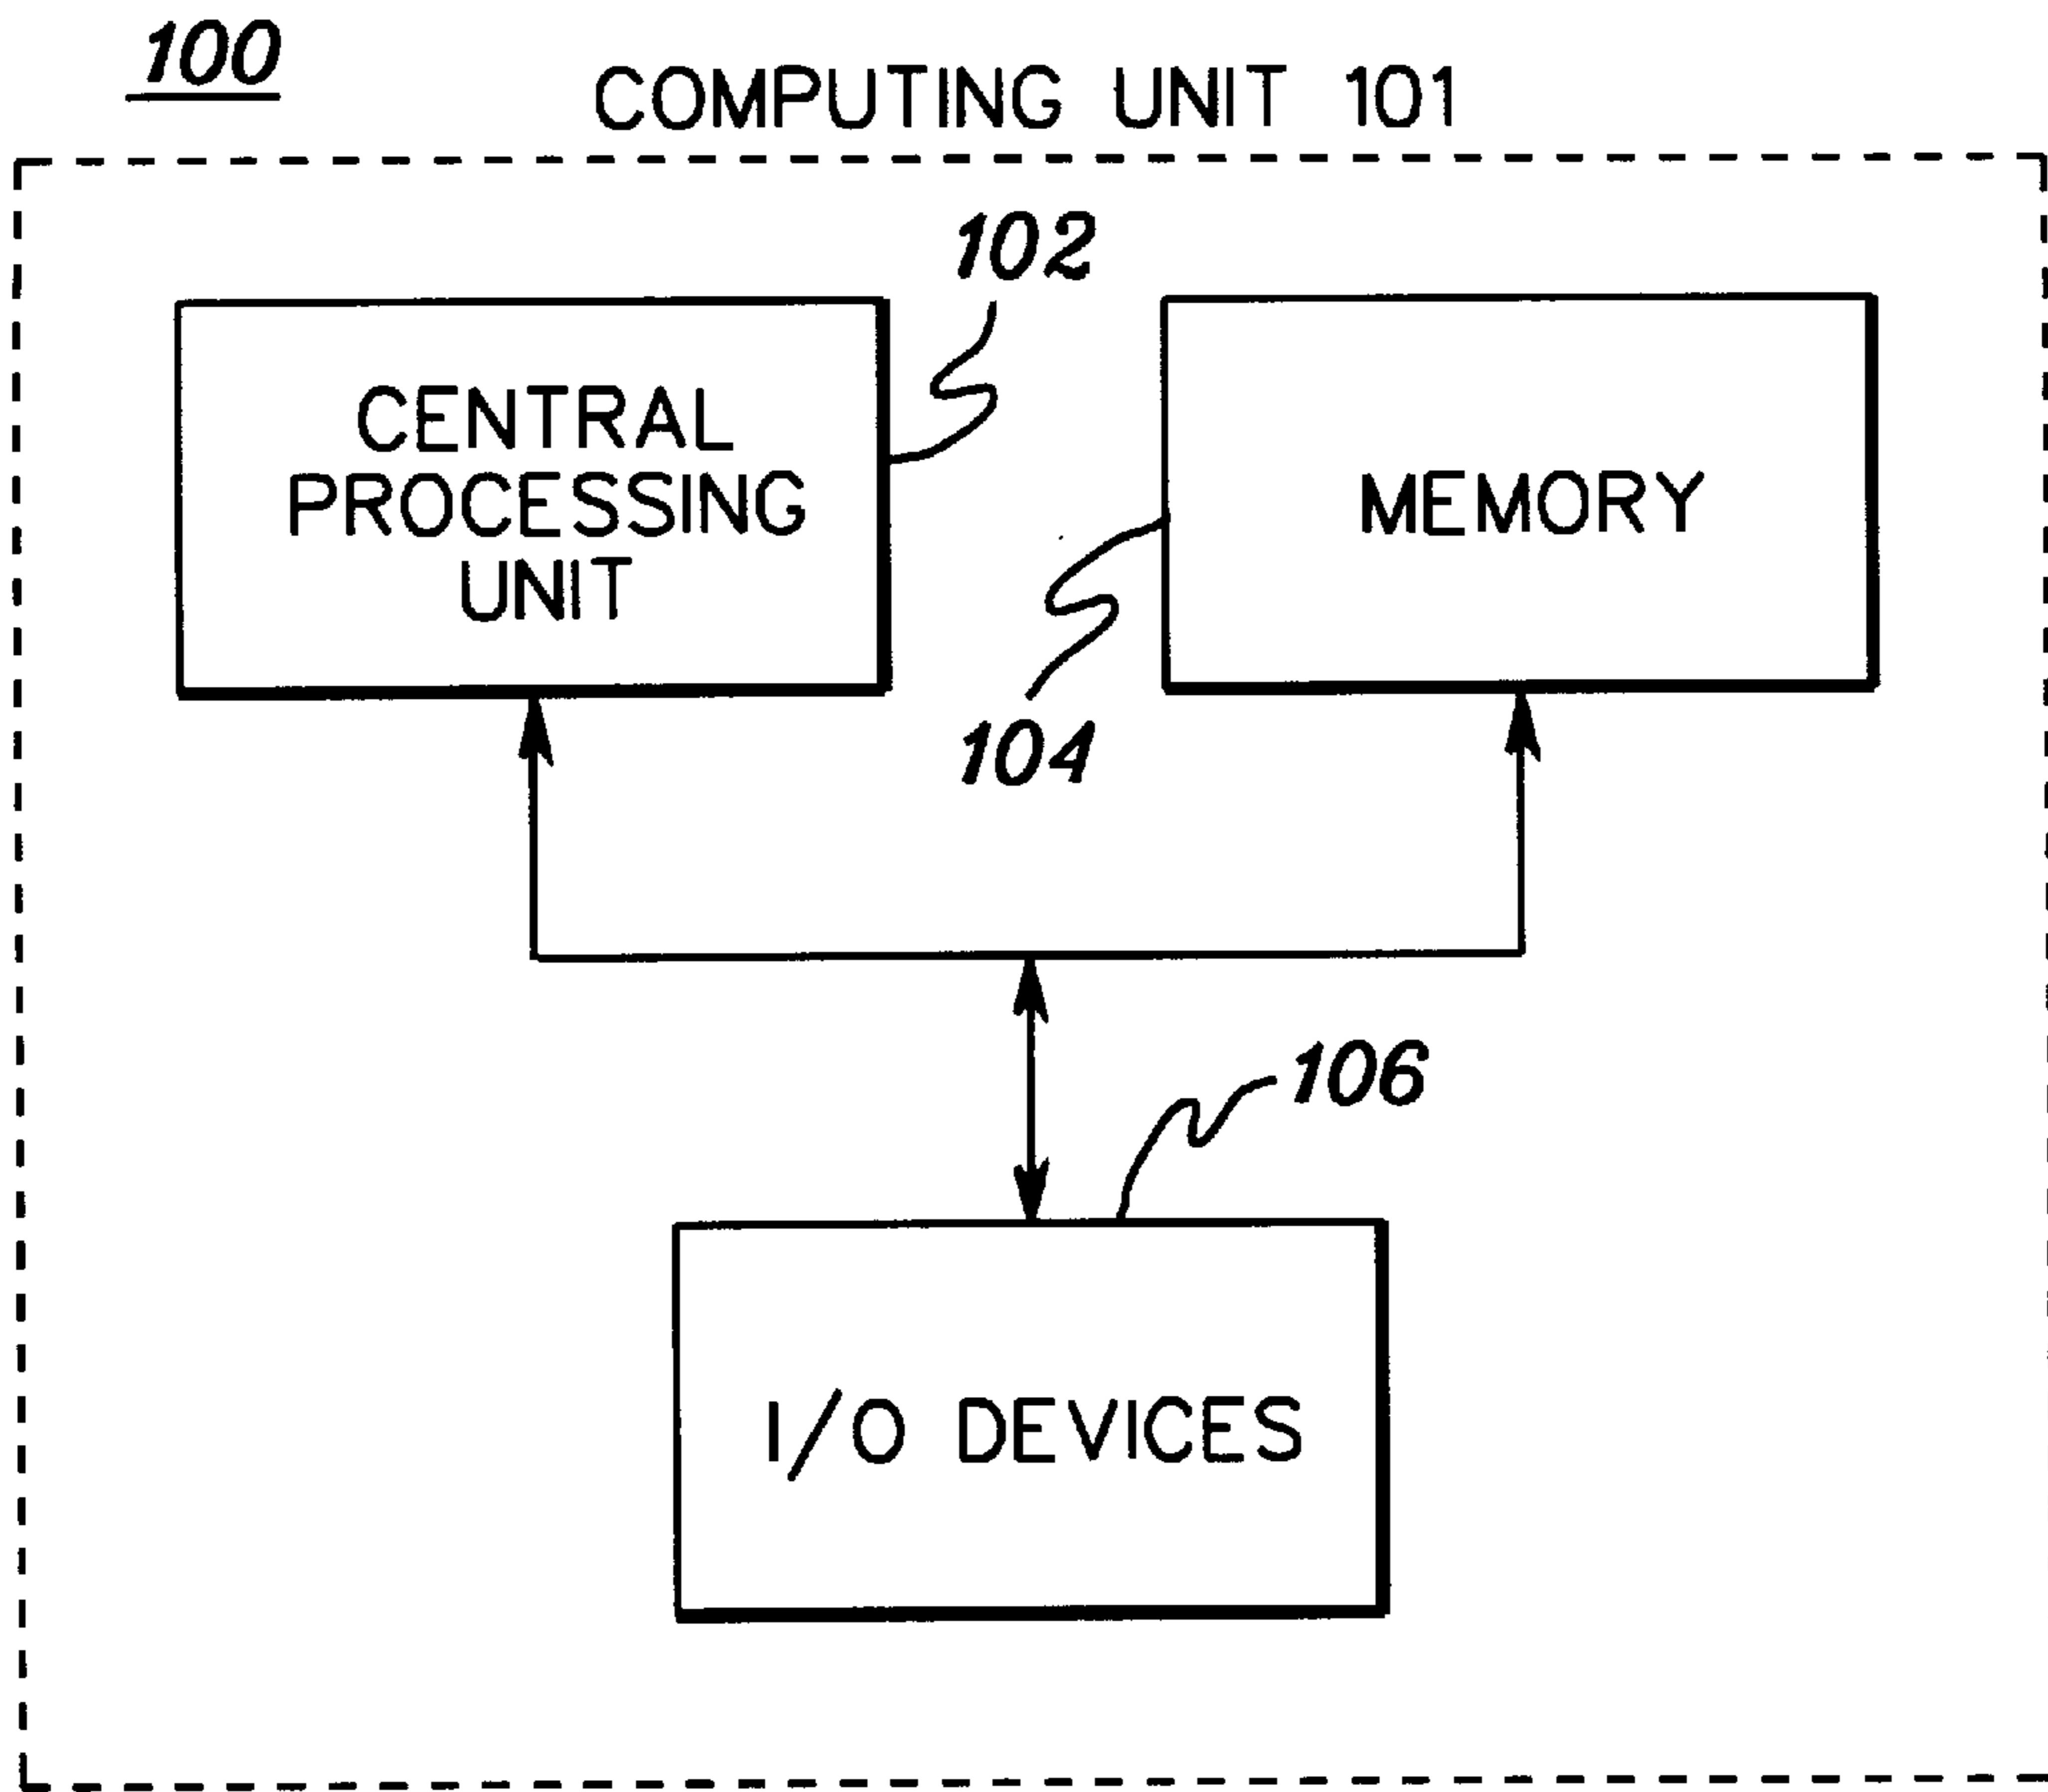 100
COMPUTING UNIT 101
102
CENTRAL
PROCESSING
UNIT
MEMORY
104
106
I/O DEVICES